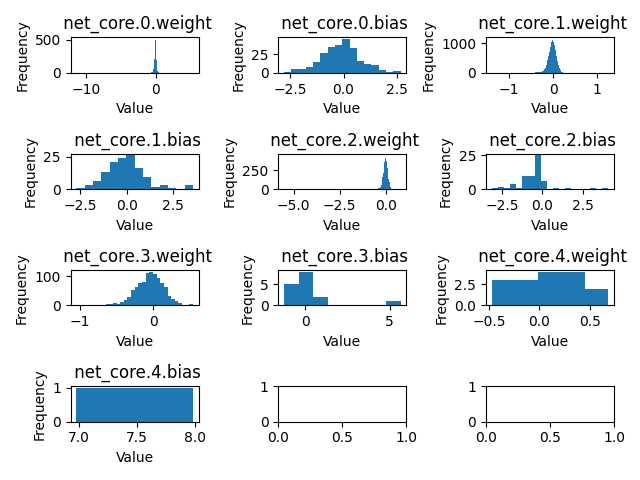 net_core.0.weight
Frequency
500
0
−10
0
Value
net_core.0.bias
Frequency
25
0
−2.5
0.0
2.5
Value
net_core.1.weight
Frequency
1000
0
−1
0
1
Value
net_core.1.bias
Frequency
25
0
−2.5
0.0
2.5
Value
net_core.2.weight
Frequency
250
0
−5.0
−2.5
0.0
Value
net_core.2.bias
Frequency
25
0
−2.5
0.0
2.5
Value
net_core.3.weight
Frequency
100
0
−1
0
Value
net_core.3.bias
Frequency
5
0
0
5
Value
net_core.4.weight
Frequency
2.5
0.0
−0.5
0.0
0.5
Value
net_core.4.bias
Frequency
1
0
7.0
7.5
8.0
Value
1
0
0.0
0.5
1.0
1
0
0.0
0.5
1.0